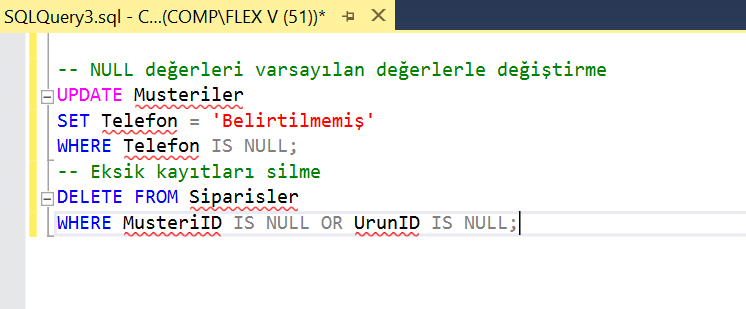 SQLQuery3.sql - C...(COMP\FLEX V (51))*
-- NULL değerleri varsayılan değerlerle değiştirme
UPDATE Musteriler
SET Telefon = 'Belirtilmemiş'
WHERE Telefon IS NULL;
-- Eksik kayıtları silme
DELETE FROM Siparisler
WHERE MusteriID IS NULL OR UrunID IS NULL;